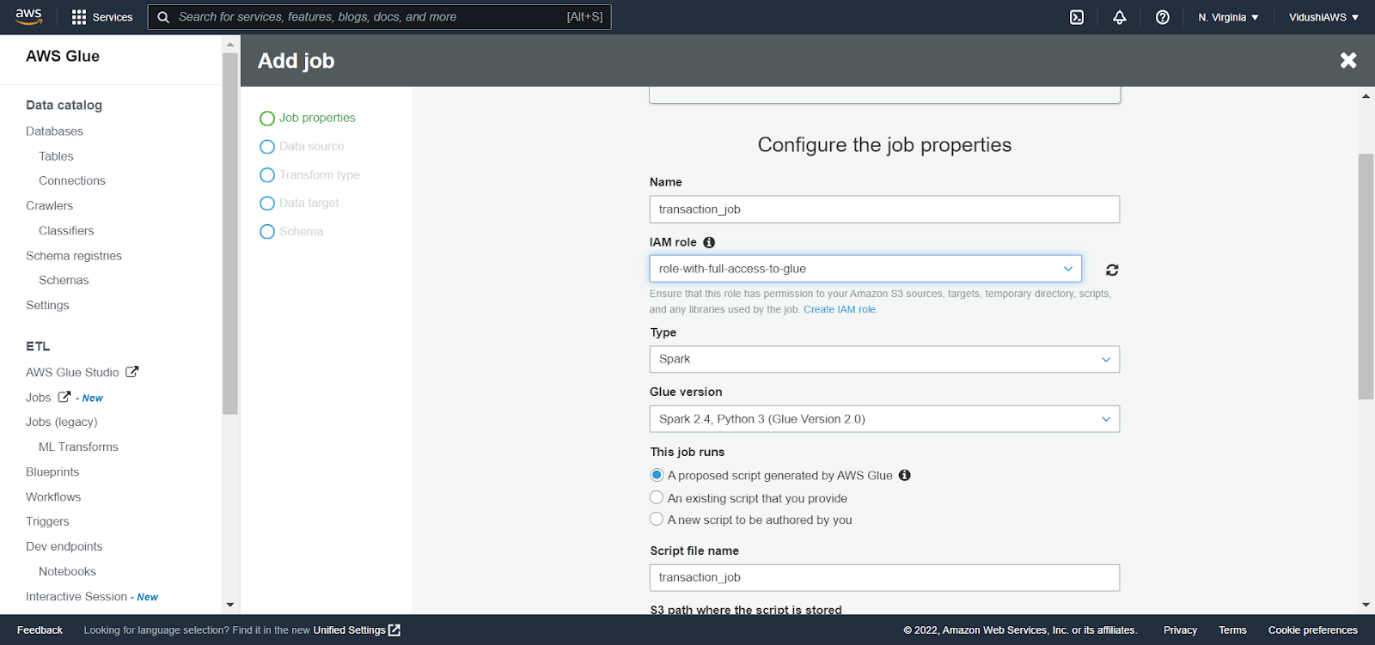 aws
Services
Search for services, features, blogs, docs, and more [Alt+S]
N. Virginia
VidushiAWS
AWS Glue
Data catalog
Databases
Tables
Connections
Crawlers
Classifiers
Schema registries
Schemas
Settings
ETL
AWS Glue Studio
Jobs - New
Jobs (legacy)
ML Transforms
Blueprints
Workflows
Triggers
Dev endpoints
Notebooks
Interactive Session - New
Add job
Job properties
Data source
Transform type
Data target
Schema
Configure the job properties
Name
transaction_job
IAM role
role-with-full-access-to-glue
Ensure that this role has permission to your Amazon S3 sources, targets, temporary directory, scripts,
and any libraries used by the job. Create IAM role.
Type
Spark
Glue version
Spark 2.4, Python 3 (Glue Version 2.0)
This job runs
A proposed script generated by AWS Glue
An existing script that you provide
A new script to be authored by you
Script file name
transaction_job
S3 path where the script is stored
Feedback
Looking for language selection? Find it in the new Unified Settings
© 2022, Amazon Web Services, Inc. or its affiliates.
Privacy
Terms
Cookie preferences